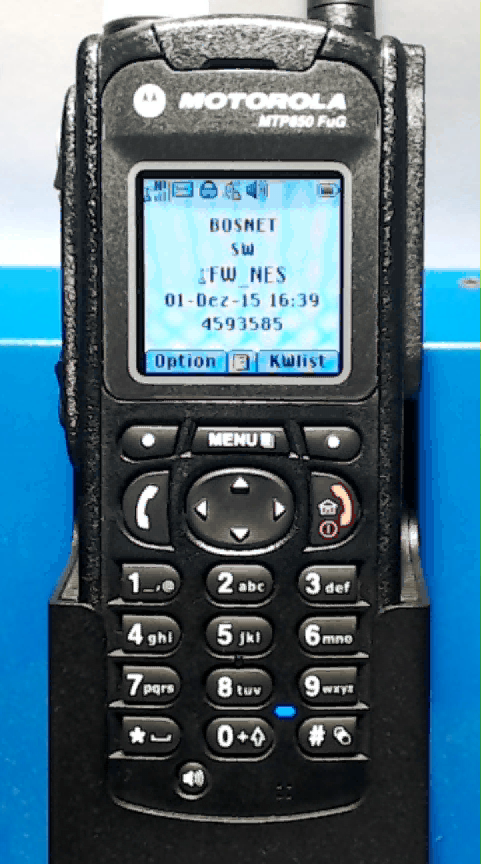 MOTOROLA
MTP850 FuG
BOSNET
SW
FW_NES
01-Dez-15 16:39
4593585
Option KWlist
MENU
1_,@ 2 abc 3 def
4 ghi 5 jkl 6 mno
7 pqrs 8 tuv 9 wxyz
* 0+ #